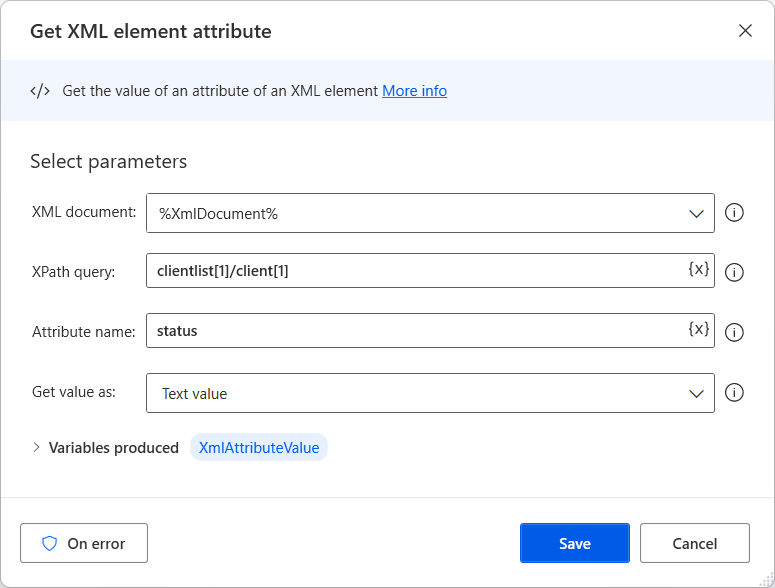 Get XML element attribute
</> Get the value of an attribute of an XML element More info
Select parameters
XML document: %XmlDocument%
XPath query: clientlist[1]/client[1] {x}
Attribute name: status {x}
Get value as: Text value
Variables produced XmlAttributeValue
On error Save Cancel